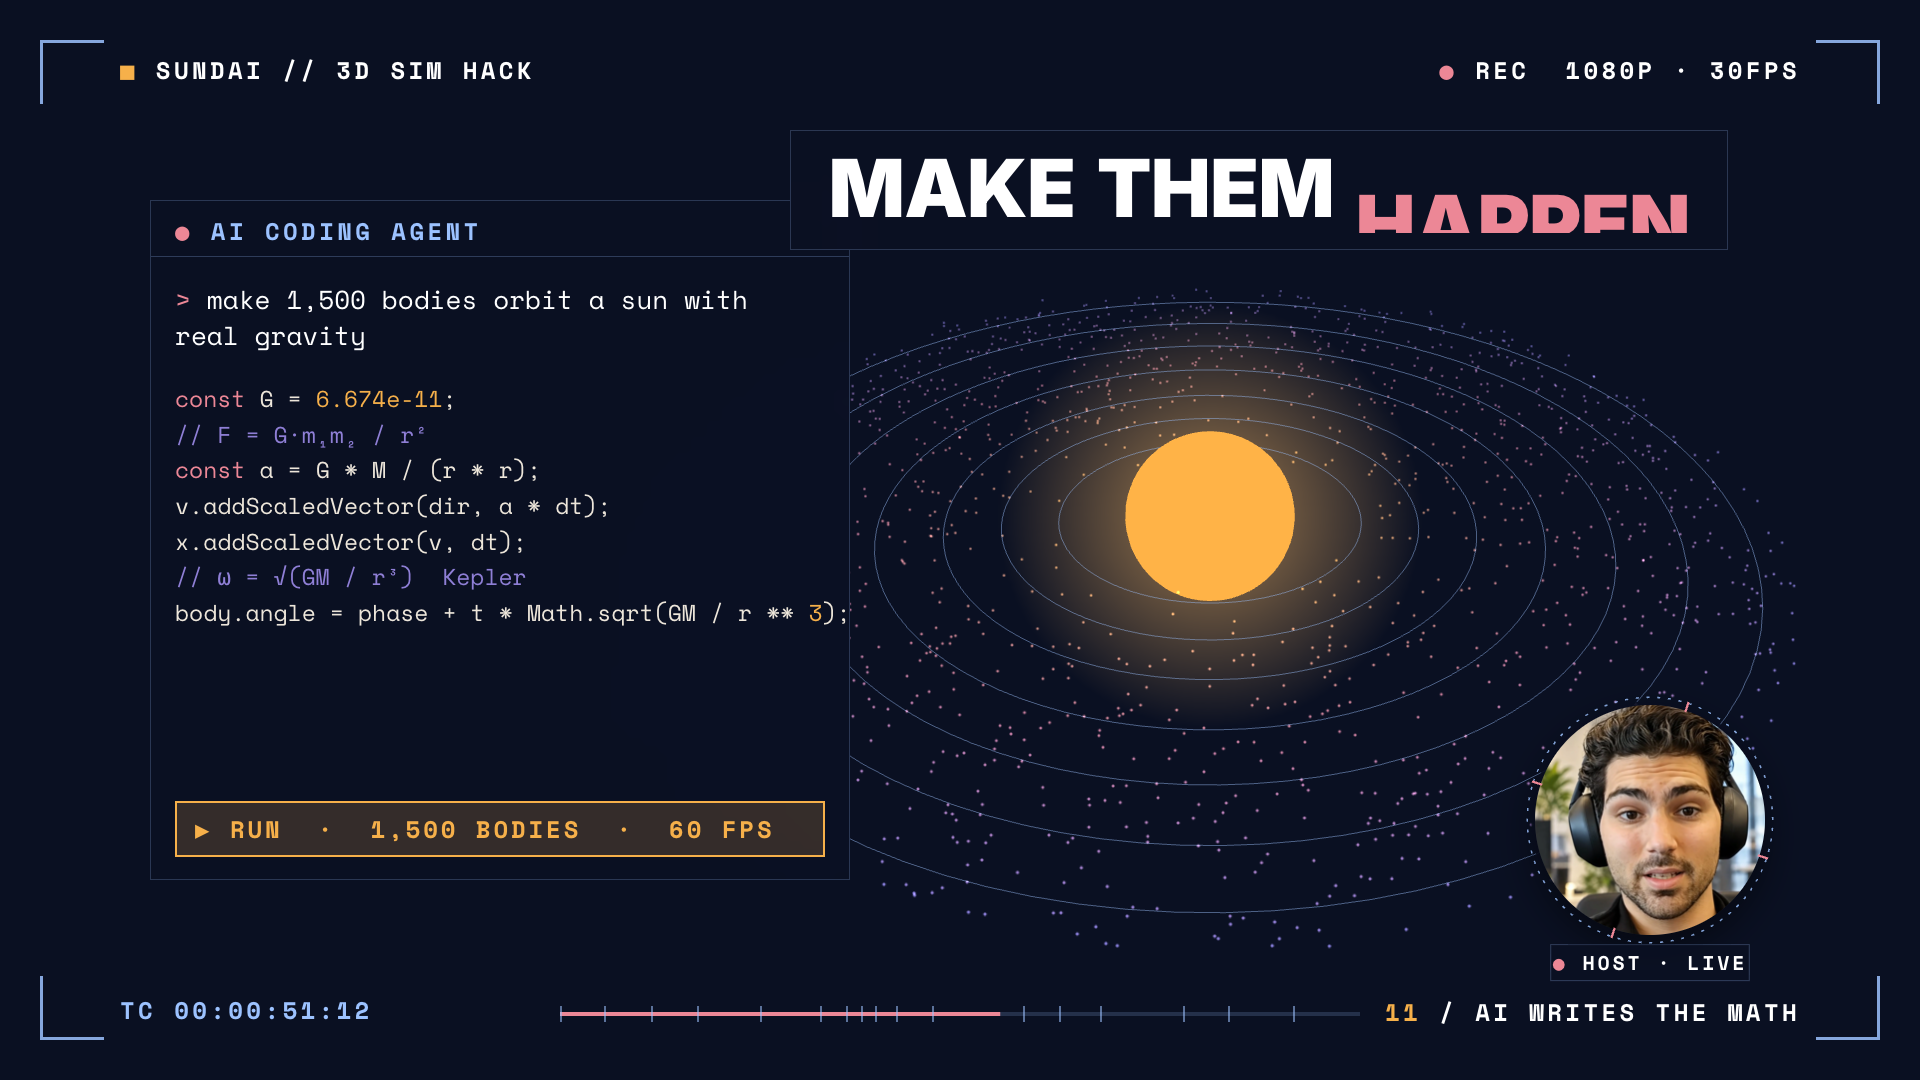 ■ SUNDAI // 3D SIM HACK
● REC 1080P · 30FPS
MAKE THEM HAPPEN
● AI CODING AGENT
> make 1,500 bodies orbit a sun with
real gravity
const G = 6.674e-11;
// F = G·m₁m₂ / r²
const a = G * M / (r * r);
v.addScaledVector(dir, a * dt);
x.addScaledVector(v, dt);
// ω = √(GM / r³)  Kepler
body.angle = phase + t * Math.sqrt(GM / r ** 3);
▶ RUN · 1,500 BODIES · 60 FPS
● HOST · LIVE
TC 00:00:51:12
11 / AI WRITES THE MATH